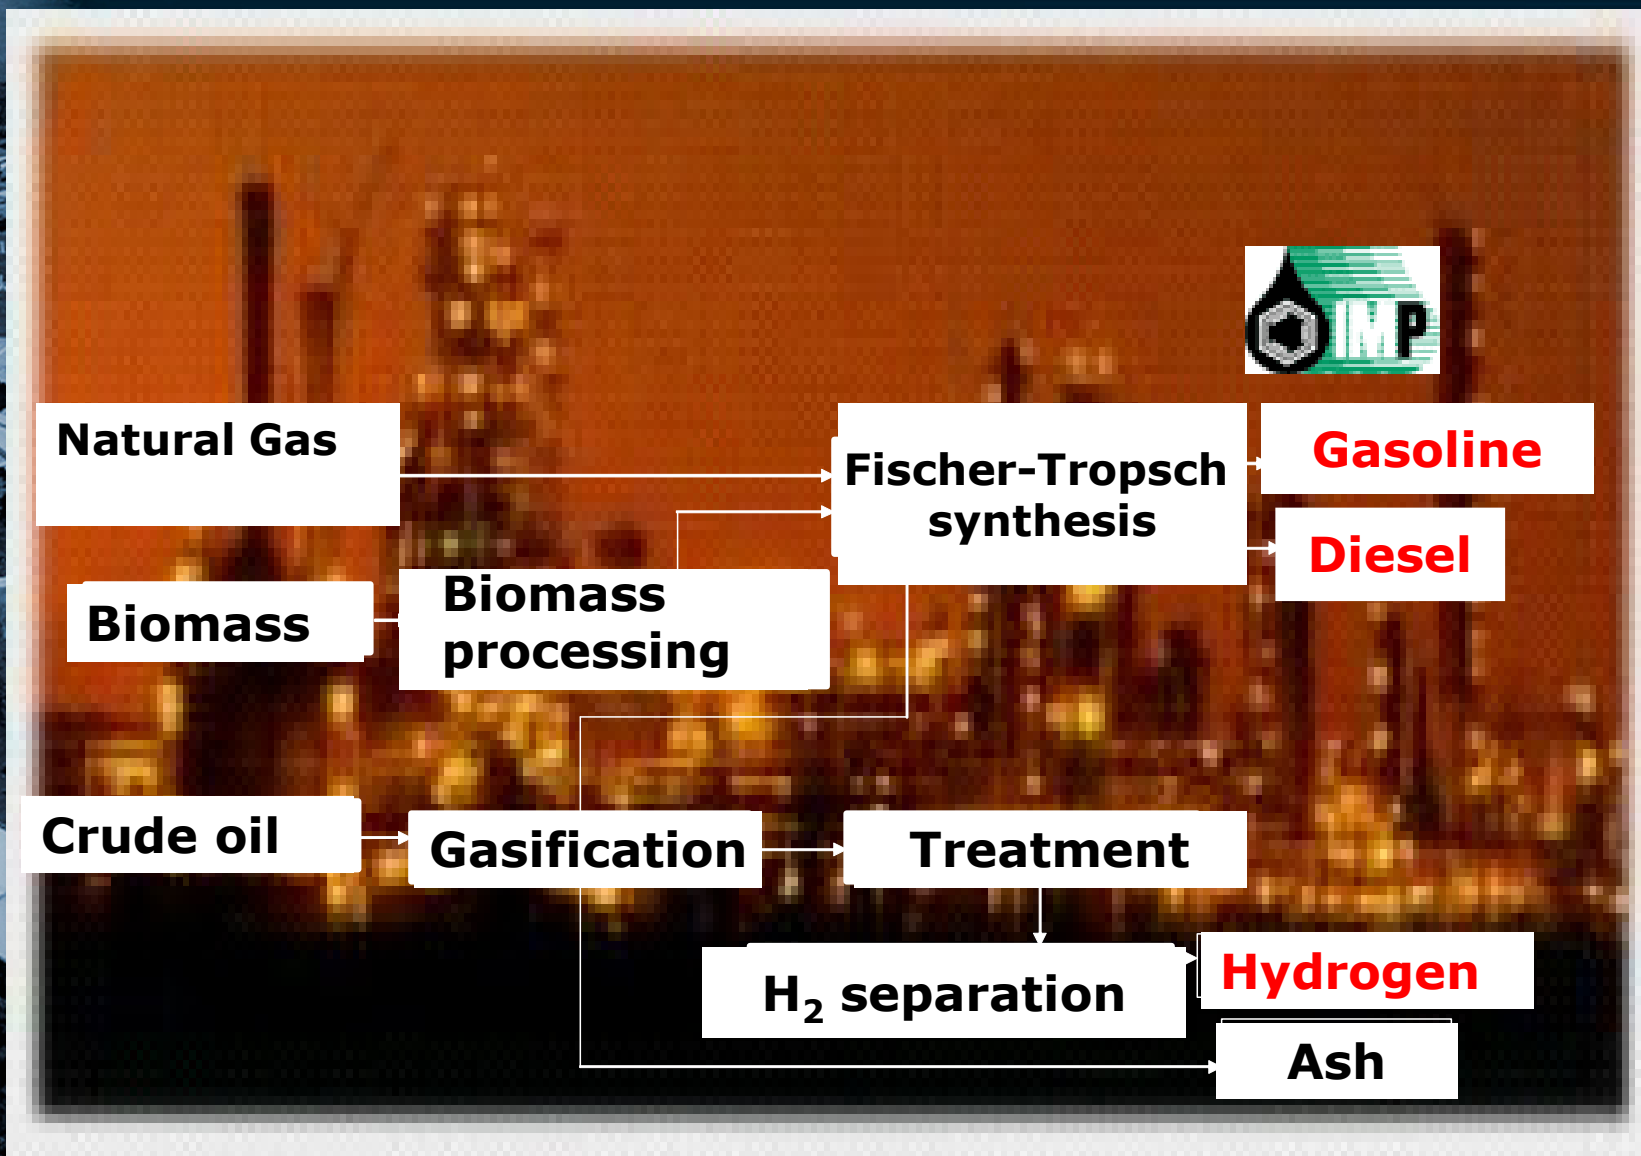 IMP
Natural Gas
Fischer-Tropsch
synthesis
Gasoline
Diesel
Biomass
Biomass
processing
Crude oil
Gasification
Treatment
H₂ separation
Hydrogen
Ash